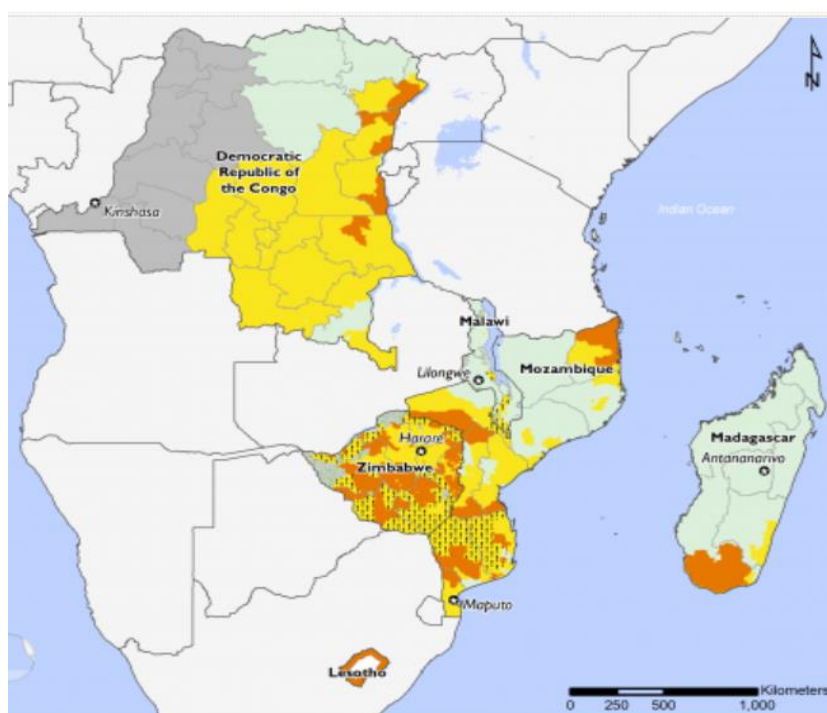 N
Democratic
Republic of
the Congo
Kinshasa
Indian Ocean
Malawi
Lilongwe
Mozambique
Harare
Zimbabwe
Madagascar
Antananarivo
Maputo
Lesotho
Kilometers
0 250 500 1,000